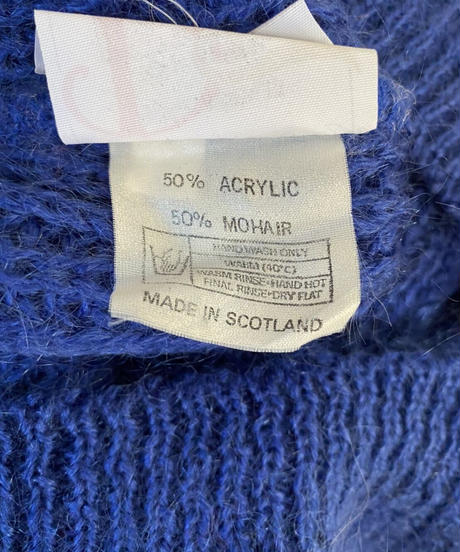 50% ACRYLIC
50% MOHAIR
HAND WASH ONLY
WARM (40°C)
WARM RINSE•HAND HOT
FINAL RINSE•DRY FLAT
MADE IN SCOTLAND